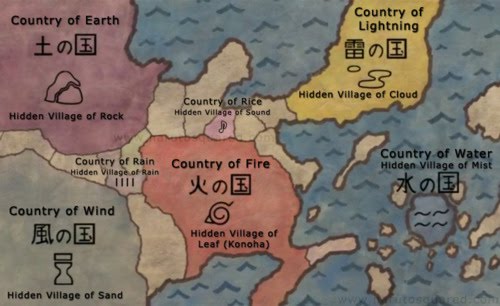 Country of Earth
土の国
Hidden Village of Rock
Country of
Lightning
雷の国
Hidden Village of Cloud
Country of Rice
Hidden Village of Sound
Country of Rain
Hidden Village of Rain
Country of Fire
火の国
Hidden Village of
Leaf (Konoha)
Country of Water
Hidden Village of Mist
水の国
Country of Wind
風の国
Hidden Village of Sand